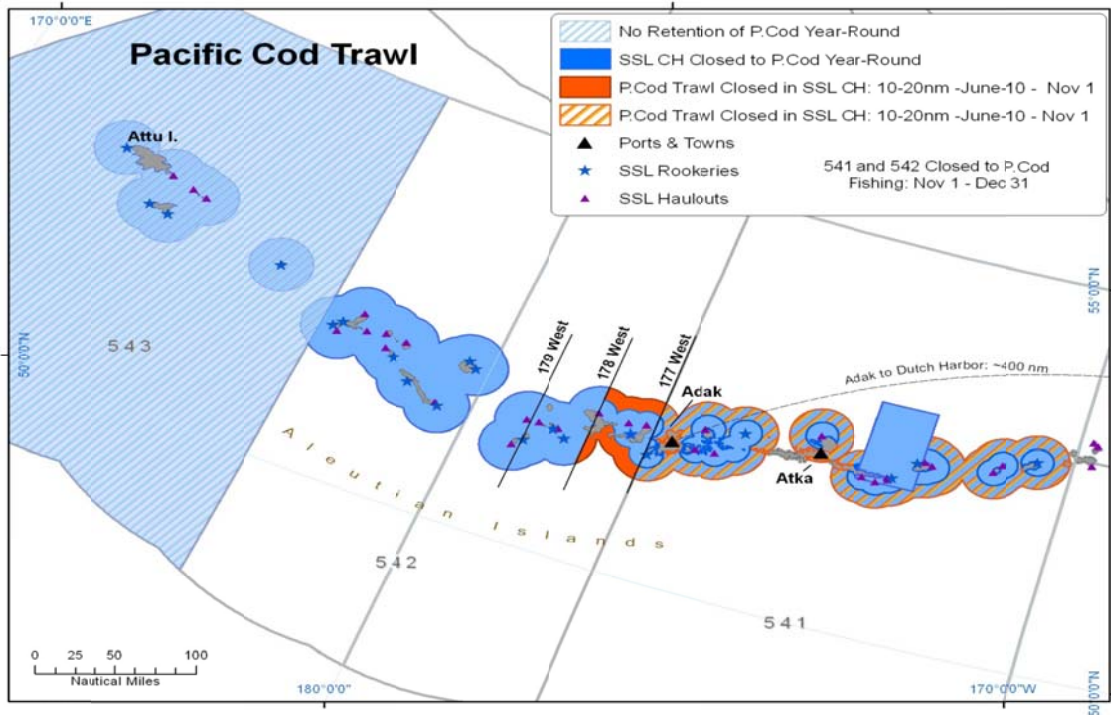 170°0'0"E
Pacific Cod Trawl
No Retention of P.Cod Year-Round
SSL CH Closed to P.Cod Year-Round
P.Cod Trawl Closed in SSL CH: 10-20nm -June-10 - Nov 1
P.Cod Trawl Closed in SSL CH: 10-20nm -June-10 - Nov 1
Ports & Towns
SSL Rookeries
SSL Haulouts
541 and 542 Closed to P.Cod
Fishing: Nov 1 - Dec 31
Attu I.
55°0'0"N
50°0'0"N
543
179 West
178 West
177 West
Adak
Adak to Dutch Harbor: ~400 nm
Atka
Aleutian Islands
542
541
0 25 50 100
Nautical Miles
180°0'0"
170°0'0"W
50°0'0"N